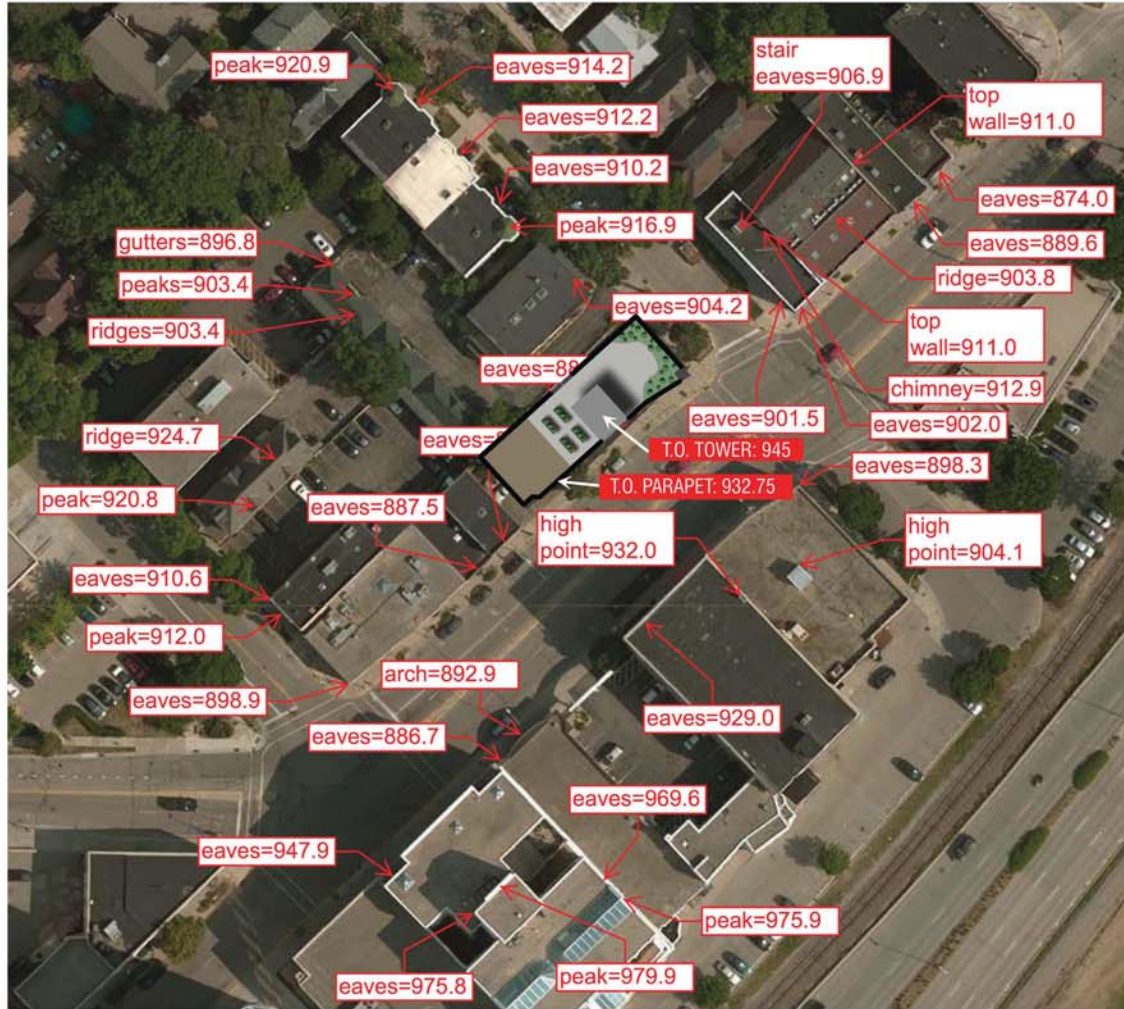 stair
eaves=906.9
peak=920.9
eaves=914.2
top
wall=911.0
eaves=912.2
eaves=910.2
eaves=874.0
peak=916.9
gutters=896.8
eaves=889.6
peaks=903.4
ridge=903.8
eaves=904.2
ridges=903.4
top
wall=911.0
chimney=912.9
eaves=901.5
eaves=902.0
ridge=924.7
T.O. TOWER: 945
eaves=898.3
T.O. PARAPET: 932.75
peak=920.8
eaves=887.5
high
point=932.0
high
point=904.1
eaves=910.6
peak=912.0
arch=892.9
eaves=898.9
eaves=929.0
eaves=886.7
eaves=969.6
eaves=947.9
peak=975.9
eaves=975.8
peak=979.9